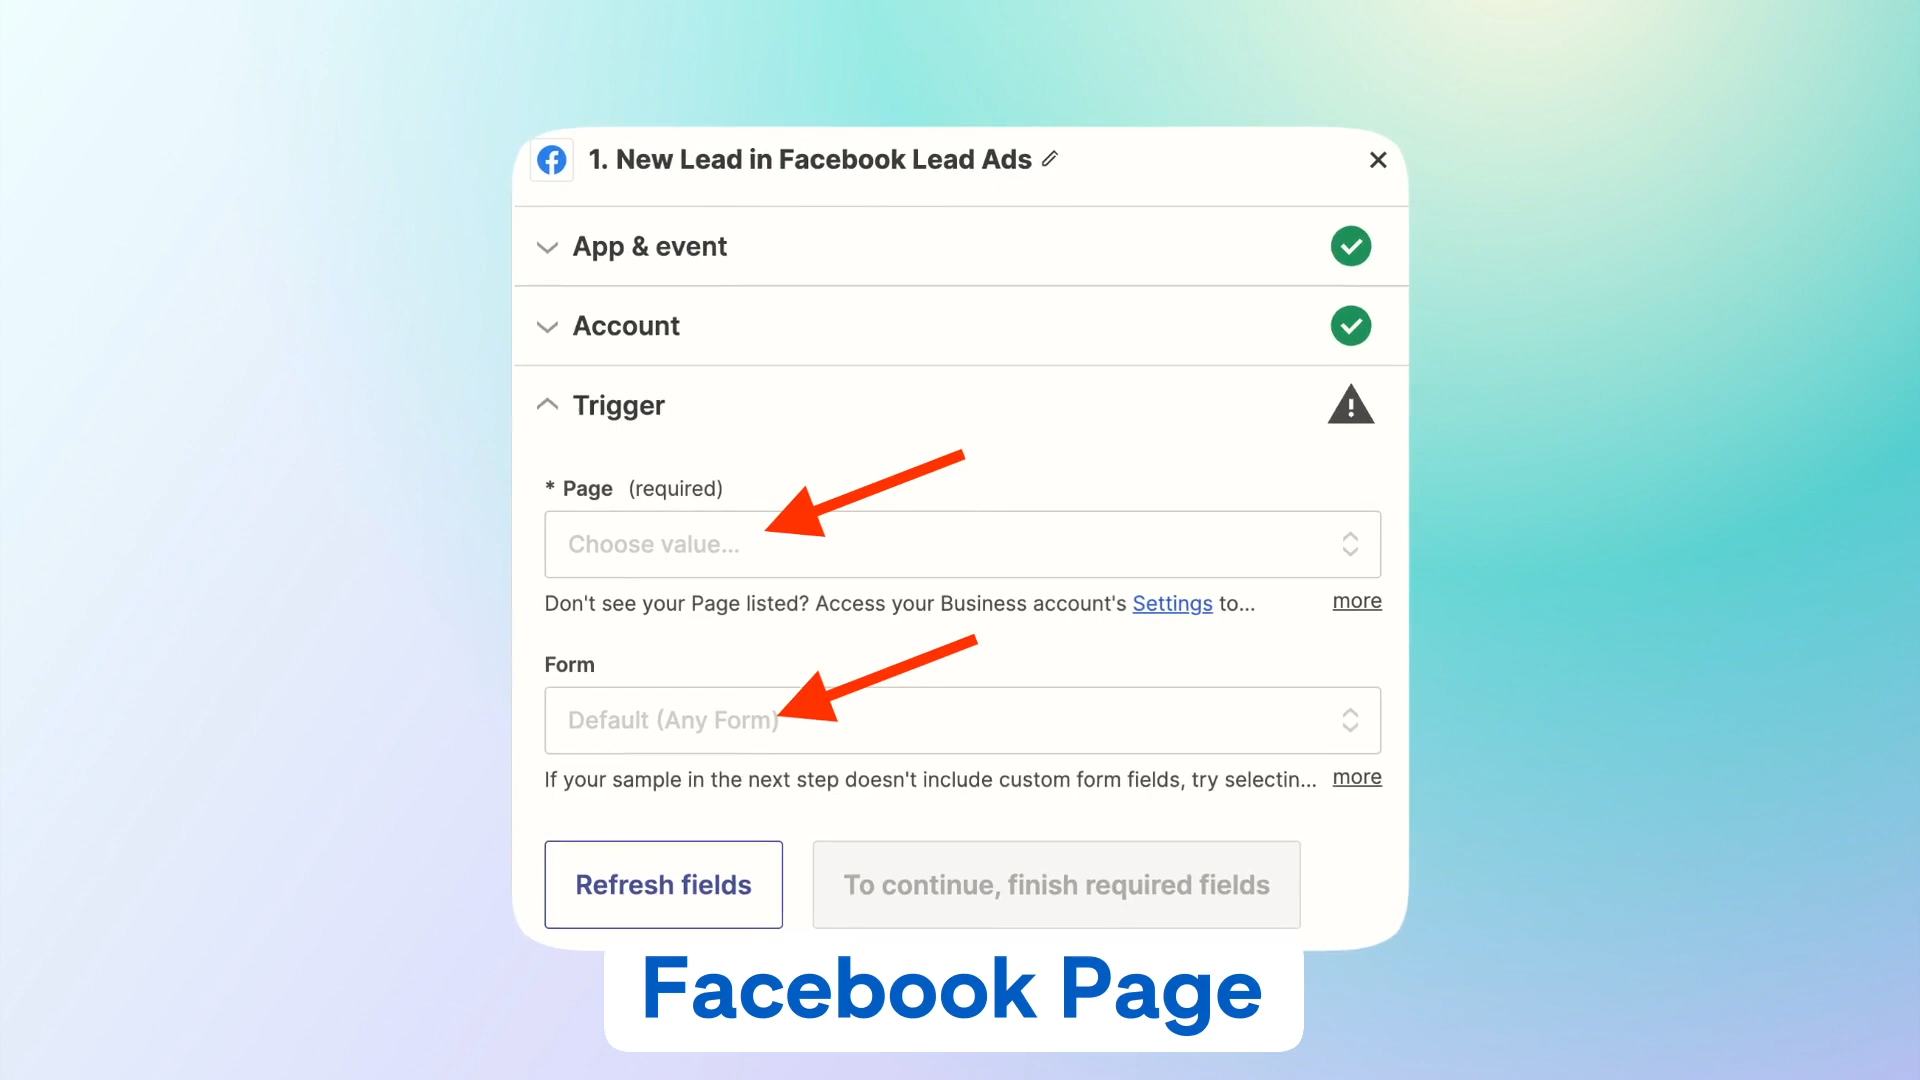 1. New Lead in Facebook Lead Ads
App & event
Account
Trigger
* Page (required)
Choose value...
Don't see your Page listed? Access your Business account's Settings to... more
Form
Default (Any Form)
If your sample in the next step doesn't include custom form fields, try selectin... more
Refresh fields
To continue, finish required fields
Facebook Page